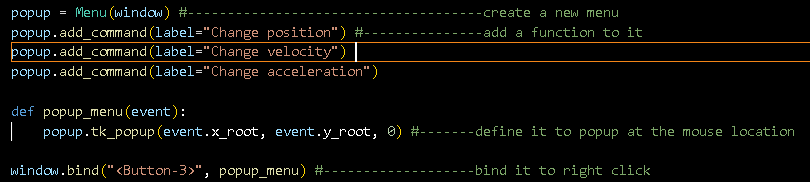 popup = Menu(window) #-------------------------------------create a new menu
popup.add_command(label="Change position") #---------------add a function to it
popup.add_command(label="Change velocity")
popup.add_command(label="Change acceleration")
def popup_menu(event):
popup.tk_popup(event.x_root, event.y_root, 0) #-------define it to popup at the mouse location
window.bind("<Button-3>", popup_menu) #-------------------bind it to right click